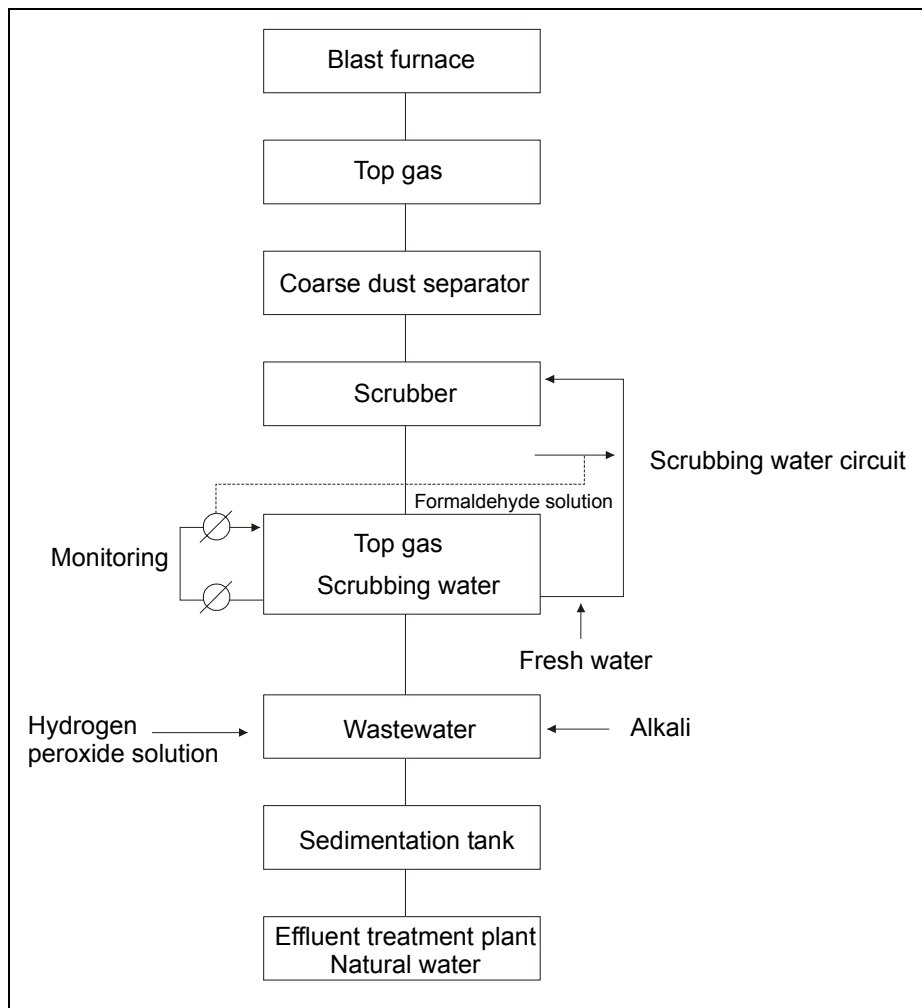 Blast furnace
Top gas
Coarse dust separator
Scrubber
Scrubbing water circuit
Formaldehyde solution
Monitoring
Top gas
Scrubbing water
Fresh water
Hydrogen
peroxide solution
Wastewater
Alkali
Sedimentation tank
Effluent treatment plant
Natural water